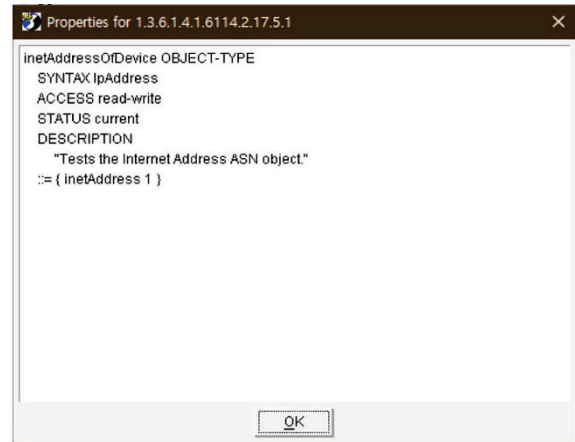 Properties for 1.3.6.1.4.1.6114.2.17.5.1
inetAddressOfDevice OBJECT-TYPE
SYNTAX IpAddress
ACCESS read-write
STATUS current
DESCRIPTION
"Tests the Internet Address ASN object."
::= { inetAddress 1 }
OK